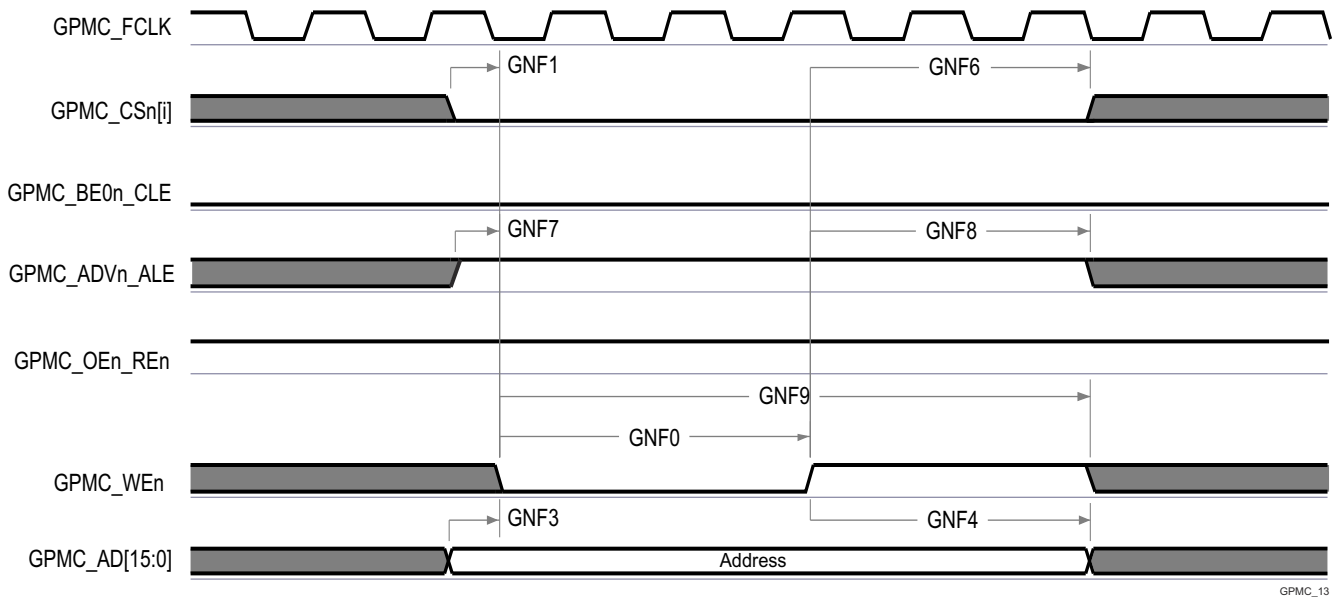 GPMC_FCLK
GNF1
GNF6
GPMC_CSn[i]
GPMC_BE0n_CLE
GNF7
GNF8
GPMC_ADVn_ALE
GPMC_OEn_REn
GNF9
GNF0
GPMC_WEn
GNF3
GNF4
GPMC_AD[15:0]
Address
GPMC_13